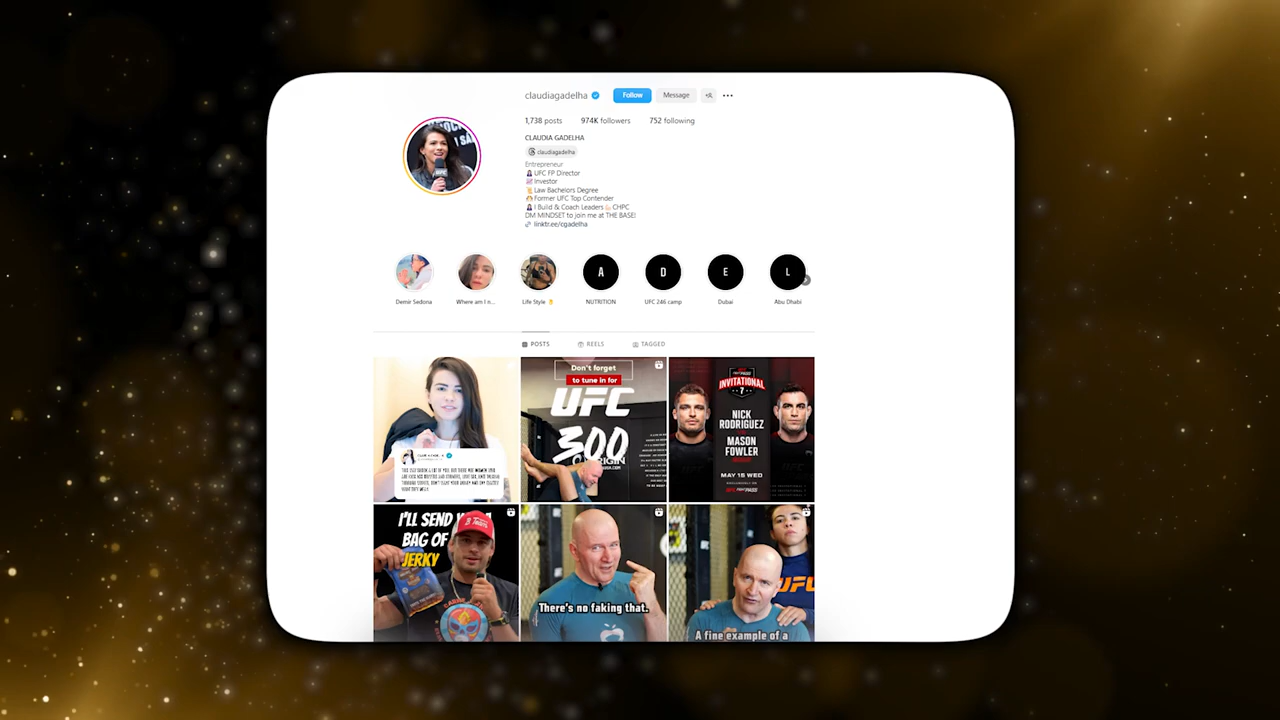 claudiagadelha
Follow
Message
1,738 posts 974K followers 752 following
CLAUDIA GADELHA
claudiagadelha
Entrepreneur
UFC FP Director
Investor
Law Bachelors Degree
Former UFC Top Contender
I Build & Coach Leaders CHPC
DM MINDSET to join me at THE BASE!
linktr.ee/cgadelha
A D E L
Demir Sedona
Where am I n...
Life Style
NUTRITION
UFC 246 camp
Dubai
Abu Dhabi
POSTS REELS TAGGED
Don't forget
to tune in for
UFC
300
INVITATIONAL
7
NICK
RODRIGUEZ
MASON
FOWLER
MAY 15 WED
I'LL SEND
BAG OF
JERKY
There's no faking that.
UFC
A fine example of a